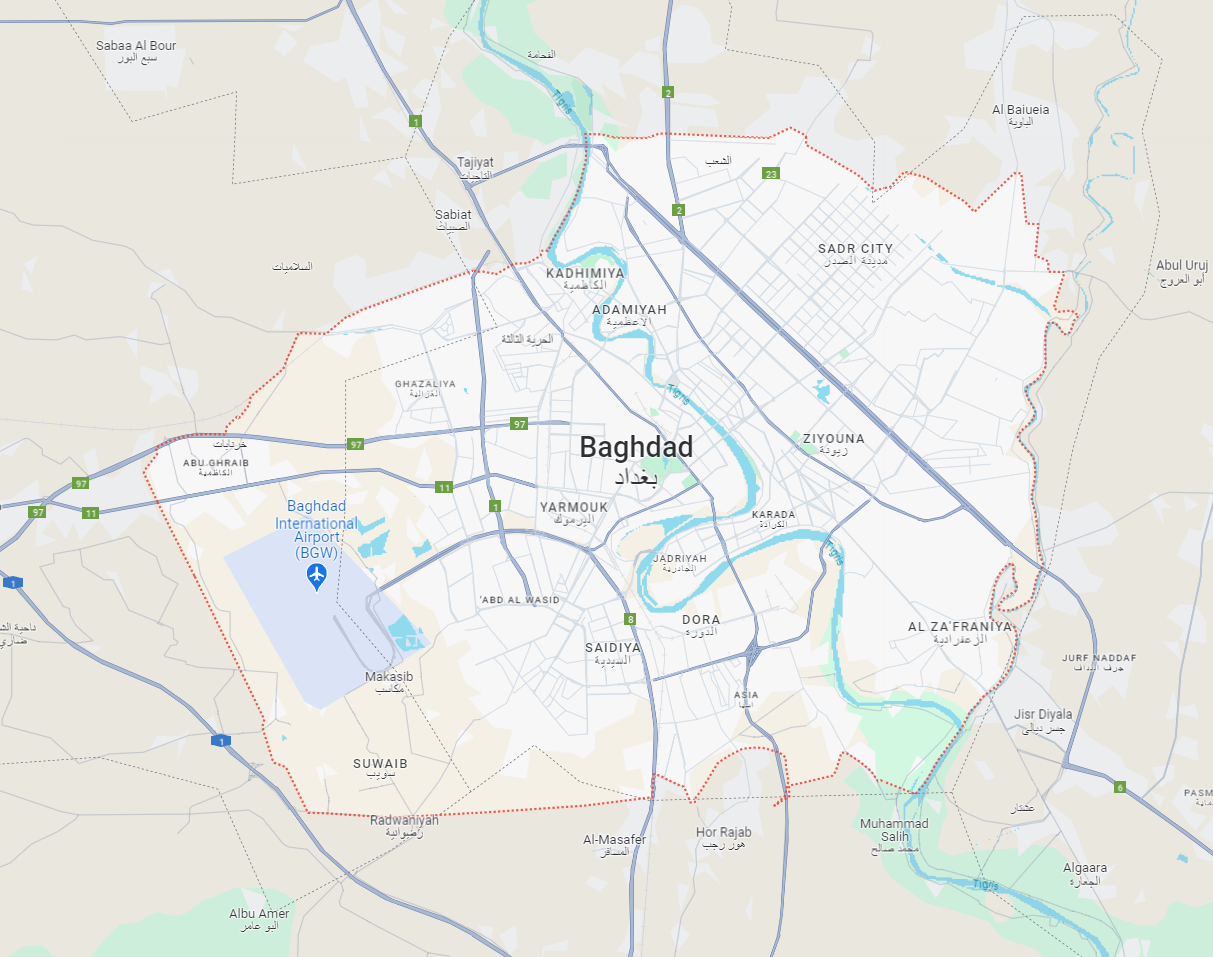 الفحامة
Sabaa Al Bour
سبع البور
Tigris
2
Al Baiueia
الباوية
1
Tajiyat
التاجيات
الشعب
23
Sabiat
الصبيات
2
SADR CITY
مدينة الصدر
السلاميات
KADHIMIYA
الكاظمية
Abul Uruj
أبو العروج
ADAMIYAH
الاعظمية
الحرية الثالثة
GHAZALIYA
الغزالية
Tigris
97
Baghdad
بغداد
ZIYOUNA
زيونة
97
خرنابات
ABU GHRAIB
الكاظمية
97
11
97
11
1
YARMOUK
اليرموك
KARADA
الكرادة
Baghdad
International
Airport
(BGW)
Tigris
JADRIYAH
الجادرية
1
'ABD AL WASID
8
DORA
الدورة
AL ZA'FRANIYA
الزعفرانية
داحية الش
SAIDIYA
السيدية
JURF NADDAF
جرف النداف
Makasib
مكاسب
ASIA
اسيا
Jisr Diyala
جسر ديالى
1
SUWAIB
سويب
6
PASM
عشتار
Radwaniyah
رضوانية
Muhammad
Salih
محمد صالح
Al-Masafer
المسافر
Hor Rajab
هور رجب
Algaara
الجعارة
Tigris
Albu Amer
البو عامر